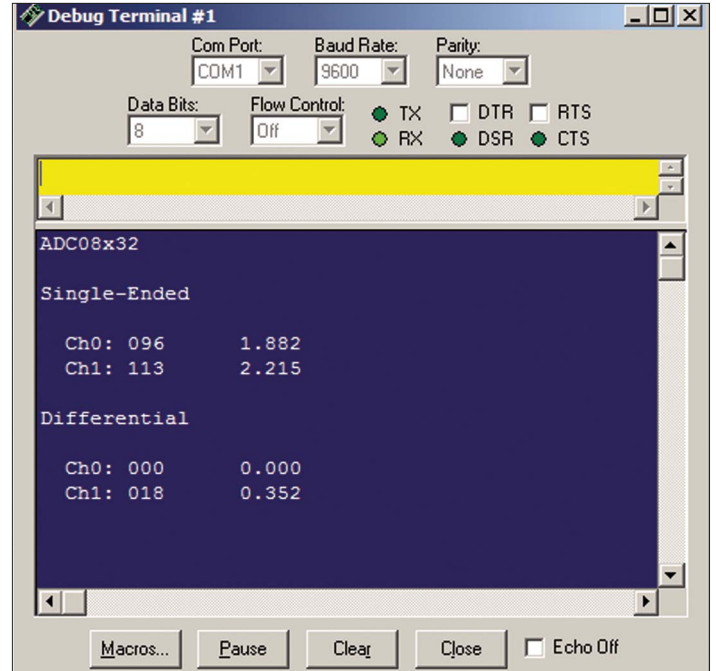 Debug Terminal #1
Com Port: Baud Rate: Parity:
COM1 9600 None
Data Bits: Flow Control: TX DTR RTS
8 Off RX DSR CTS
ADC08x32
Single-Ended
Ch0: 096 1.882
Ch1: 113 2.215
Differential
Ch0: 000 0.000
Ch1: 018 0.352
Macros... Pause Clear Close Echo Off